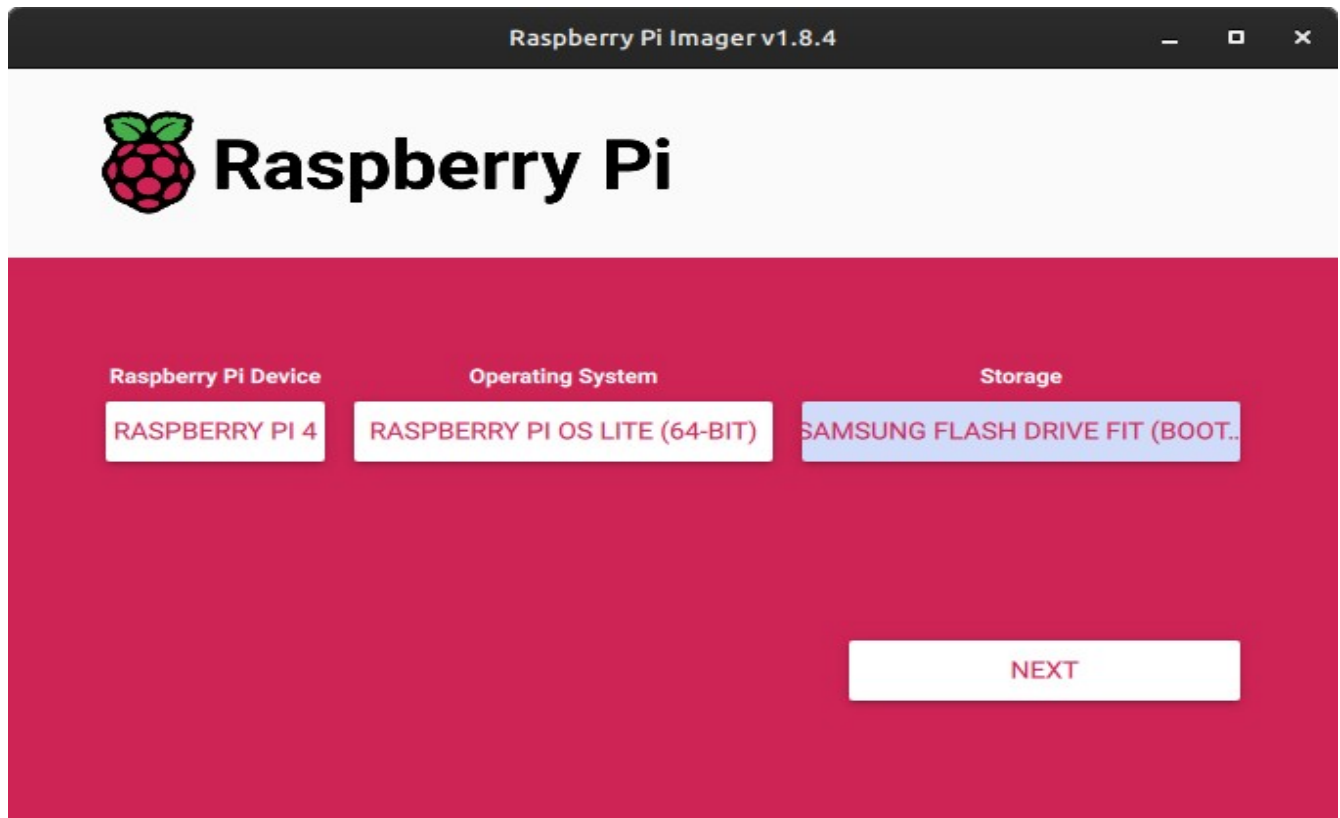 Raspberry Pi Imager v1.8.4
Raspberry Pi
Raspberry Pi Device
Operating System
Storage
RASPBERRY PI 4
RASPBERRY PI OS LITE (64-BIT)
SAMSUNG FLASH DRIVE FIT (BOOT..
NEXT